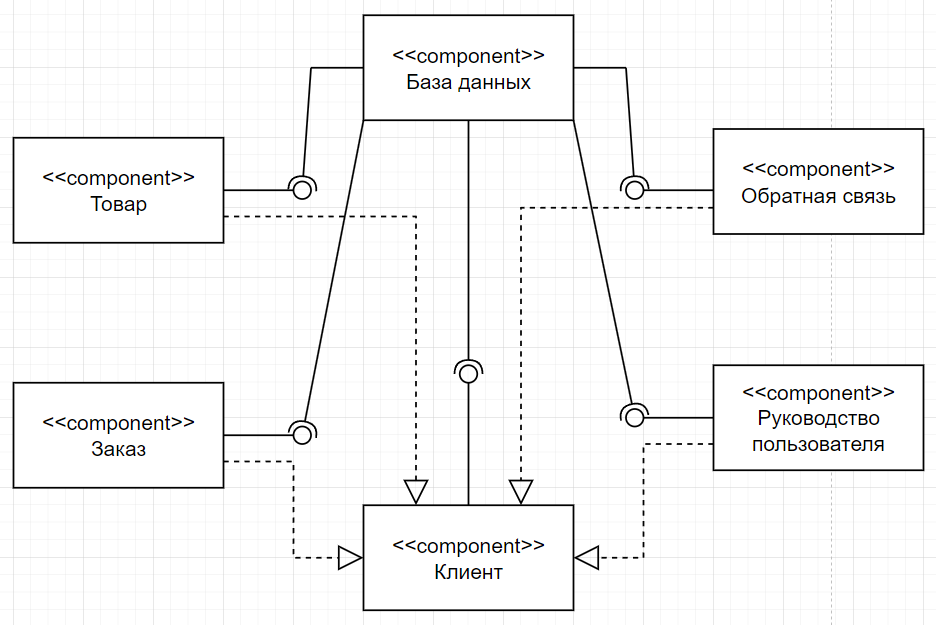 <<component>>
База данных
<<component>>
Товар
<<component>>
Обратная связь
<<component>>
Заказ
<<component>>
Руководство
пользователя
<<component>>
Клиент